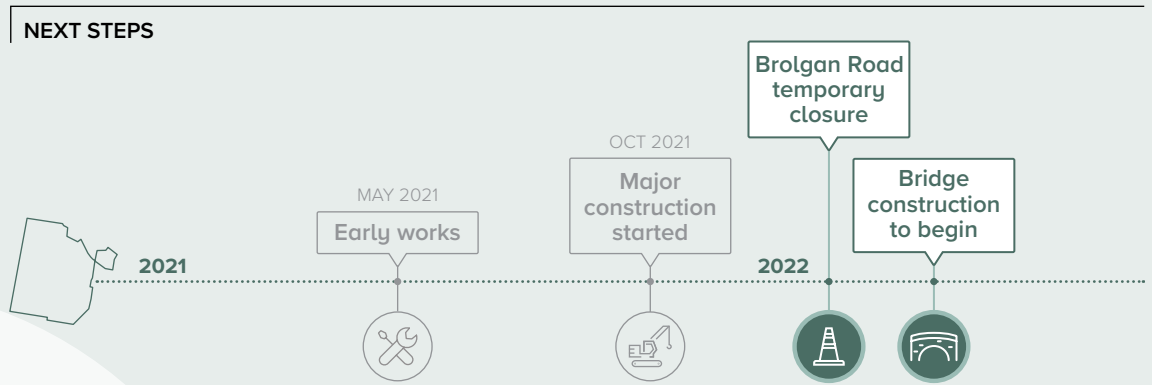 NEXT STEPS
2021
MAY 2021
Early works
OCT 2021
Major
construction
started
2022
Brolgan Road
temporary
closure
Bridge
construction
to begin